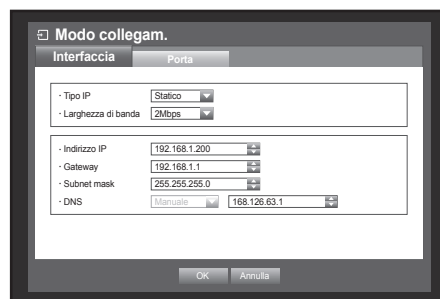 Modo collegam.
Interfaccia Porta
· Tipo IP Statico
· Larghezza di banda 2Mbps
· Indirizzo IP 192.168.1.200
· Gateway 192.168.1.1
· Subnet mask 255.255.255.0
· DNS Manuale 168.126.63.1
OK Annulla